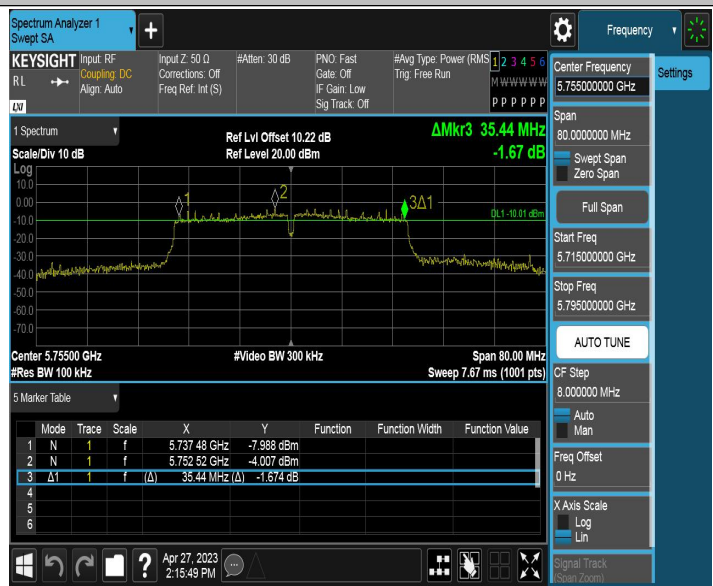 Spectrum Analyzer 1
Swept SA
+
Frequency
KEYSIGHT
RL
LNI
Input: RF
Coupling: DC
Align: Auto
Input Z: 50 Ω
Corrections: Off
Freq Ref: Int (S)
#Atten: 30 dB
PNO: Fast
Gate: Off
IF Gain: Low
Sig Track: Off
#Avg Type: Power (RMS
Trig: Free Run
1 2 3 4 5 6
M W W W W W
P P P P P P
Settings
1 Spectrum
Scale/Div 10 dB
Ref Lvl Offset 10.22 dB
Ref Level 20.00 dBm
ΔMkr3 35.44 MHz
-1.67 dB
Log
10.0
0.00
-10.0
-20.0
-30.0
-40.0
-50.0
-60.0
-70.0
1
2
3Δ1
DL1 -10.01 dBm
Center 5.75500 GHz
#Res BW 100 kHz
#Video BW 300 kHz
Span 80.00 MHz
Sweep 7.67 ms (1001 pts)
5 Marker Table
Mode Trace Scale X Y Function Function Width Function Value
1 N 1 f 5.737 48 GHz -7.988 dBm
2 N 1 f 5.752 52 GHz -4.007 dBm
3 Δ1 1 f (Δ) 35.44 MHz (Δ) -1.674 dB
4
5
6
Center Frequency
5.755000000 GHz
Span
80.0000000 MHz
Swept Span
Zero Span
Full Span
Start Freq
5.715000000 GHz
Stop Freq
5.795000000 GHz
AUTO TUNE
CF Step
8.000000 MHz
Auto
Man
Freq Offset
0 Hz
X Axis Scale
Log
Lin
Signal Track
(Span Zoom)
?
Apr 27, 2023
2:15:49 PM